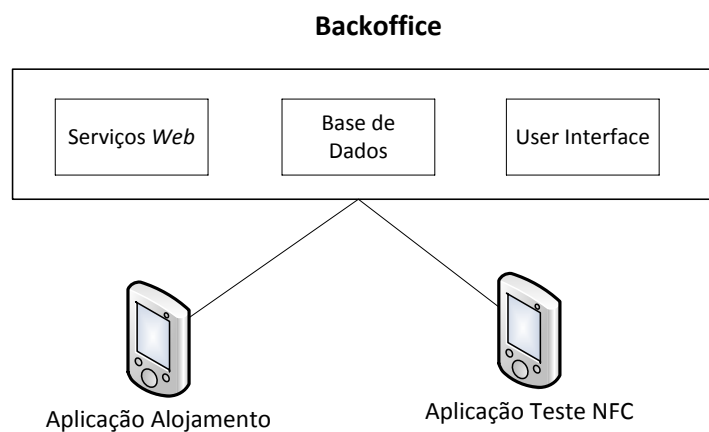 Backoffice
Serviços Web
Base de
Dados
User Interface
Aplicação Alojamento
Aplicação Teste NFC